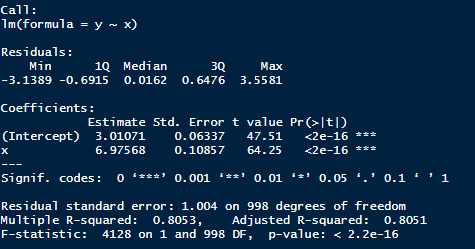 Call:
lm(formula = y ~ x)
Residuals:
    Min      1Q  Median      3Q     Max
-3.1389 -0.6915  0.0162  0.6476  3.5581
Coefficients:
            Estimate Std. Error t value Pr(>|t|)
(Intercept)  3.01071    0.06337   47.51   <2e-16 ***
x            6.97568    0.10857   64.25   <2e-16 ***
---
Signif. codes:  0 ‘***’ 0.001 ‘**’ 0.01 ‘*’ 0.05 ‘.’ 0.1 ‘ ’ 1
Residual standard error: 1.004 on 998 degrees of freedom
Multiple R-squared:  0.8053,	Adjusted R-squared:  0.8051
F-statistic:  4128 on 1 and 998 DF,  p-value: < 2.2e-16